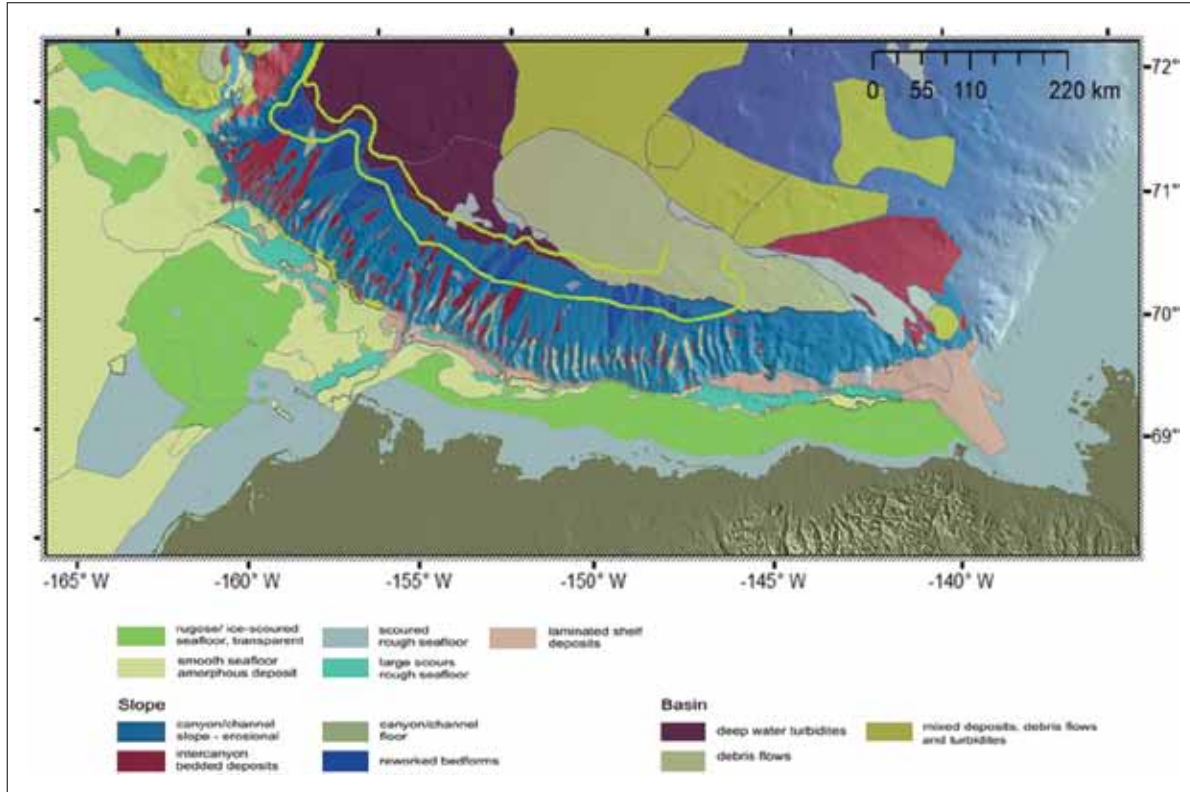 72°
0 55 110 220 km
71°
70°
69°
-165° W -160° W -155° W -150° W -145° W -140° W
rugose/ ice-scoured
seafloor, transparent
scoured
rough seafloor
laminated shelf
deposits
smooth seafloor
amorphous deposit
large scours
rough seafloor
Slope
canyon/channel
slope - erosional
canyon/channel
floor
intercanyon
bedded deposits
reworked bedforms
Basin
deep water turbidites
mixed deposits, debris flows
and turbidites
debris flows